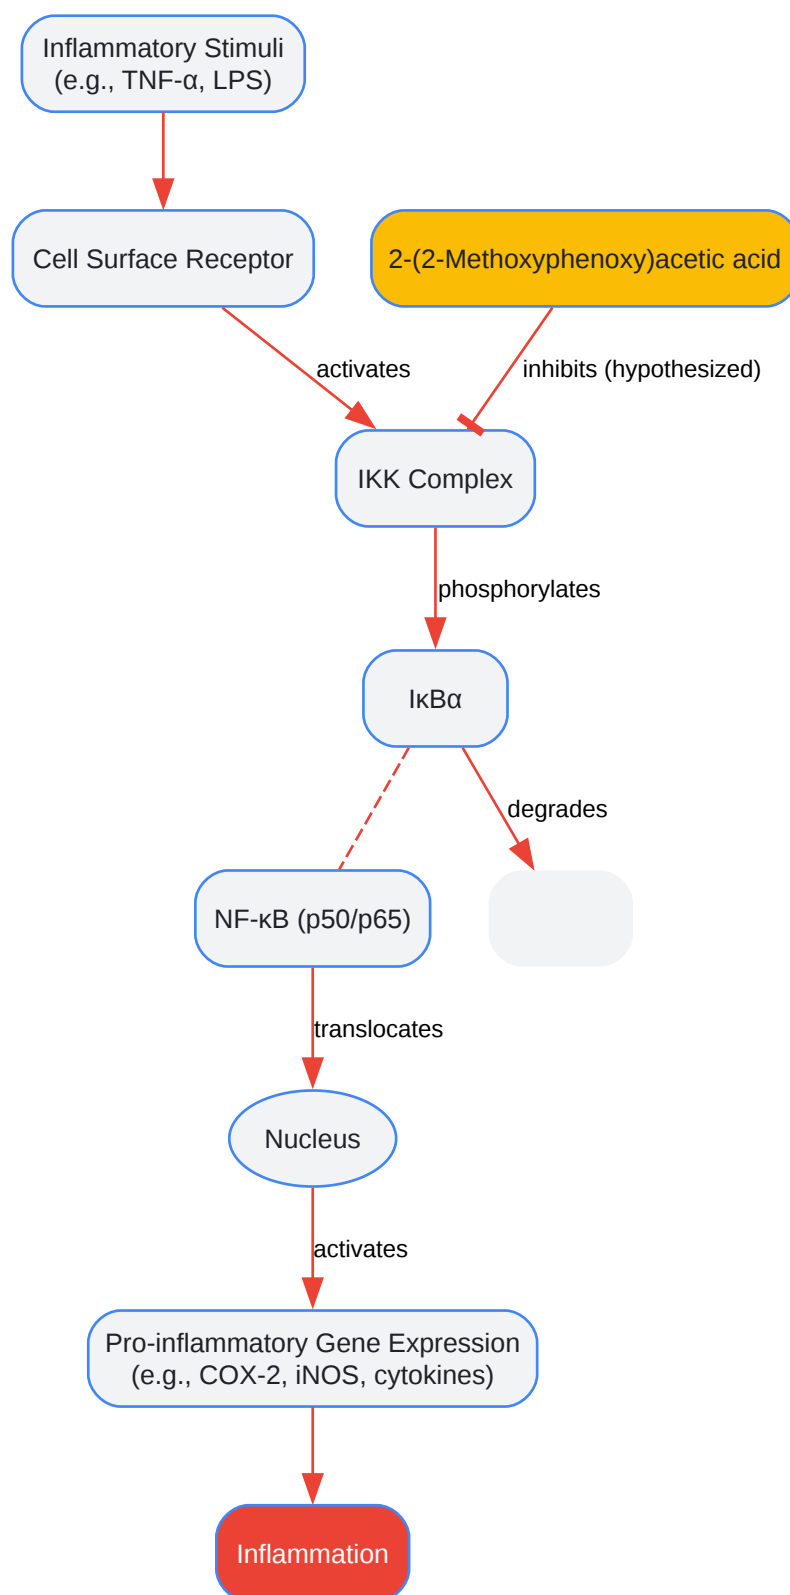 Inflammatory Stimuli
(e.g., TNF-α, LPS)
Cell Surface Receptor
2-(2-Methoxyphenoxy)acetic acid
activates
inhibits (hypothesized)
IKK Complex
phosphorylates
IκBα
degrades
NF-κB (p50/p65)
translocates
Nucleus
activates
Pro-inflammatory Gene Expression
(e.g., COX-2, iNOS, cytokines)
Inflammation